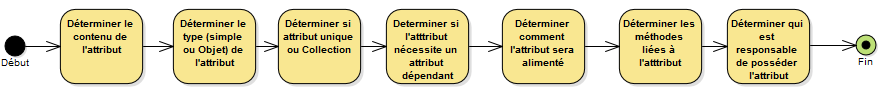 Début
Déterminer le
contenu de
l'attribut
Déterminer le
type (simple
ou Objet) de
l'attribut
Déterminer si
attribut unique
ou Collection
Determiner si
l'atttribut
nécessite un
attribut
dépendant
Déterminer
comment
l'attribut sera
alimenté
Déterminer les
méthodes
liées à
l'atttribut
Déterminer qui
est
responsable
de posséder
l'attribut
Fin